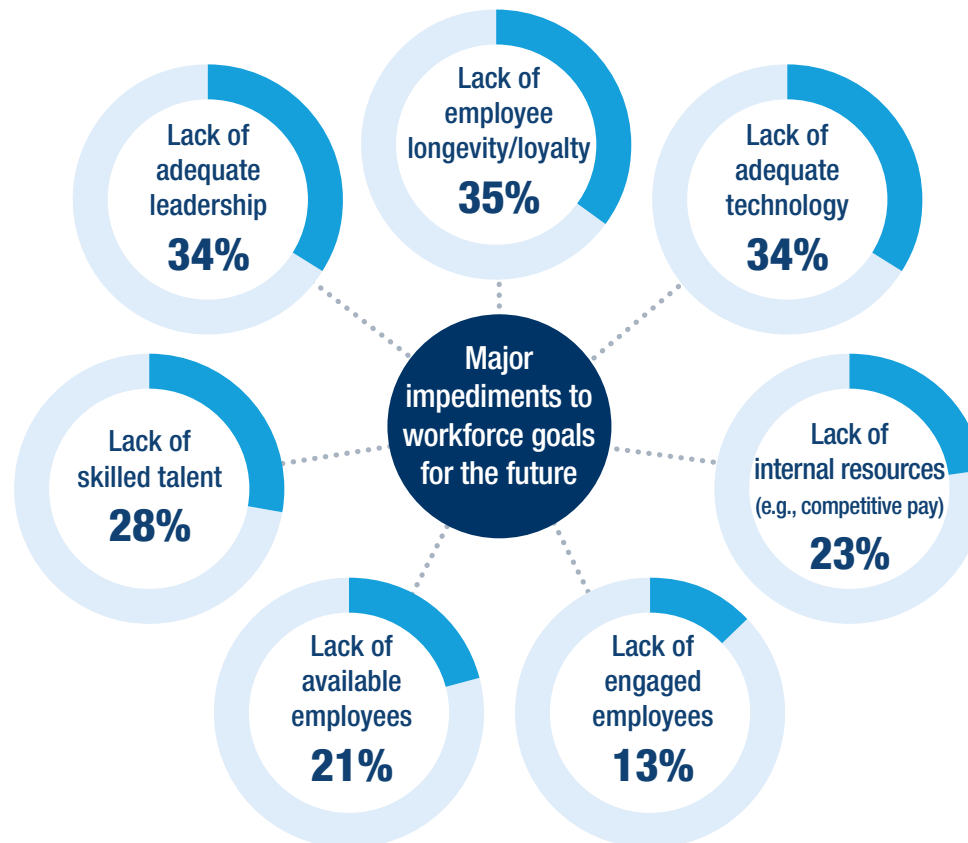 Lack of
employee
longevity/loyalty
35%
Lack of
adequate
leadership
34%
Lack of
adequate
technology
34%
Major
impediments to
workforce goals
for the future
Lack of
skilled talent
28%
Lack of
internal resources
(e.g., competitive pay)
23%
Lack of
available
employees
21%
Lack of
engaged
employees
13%